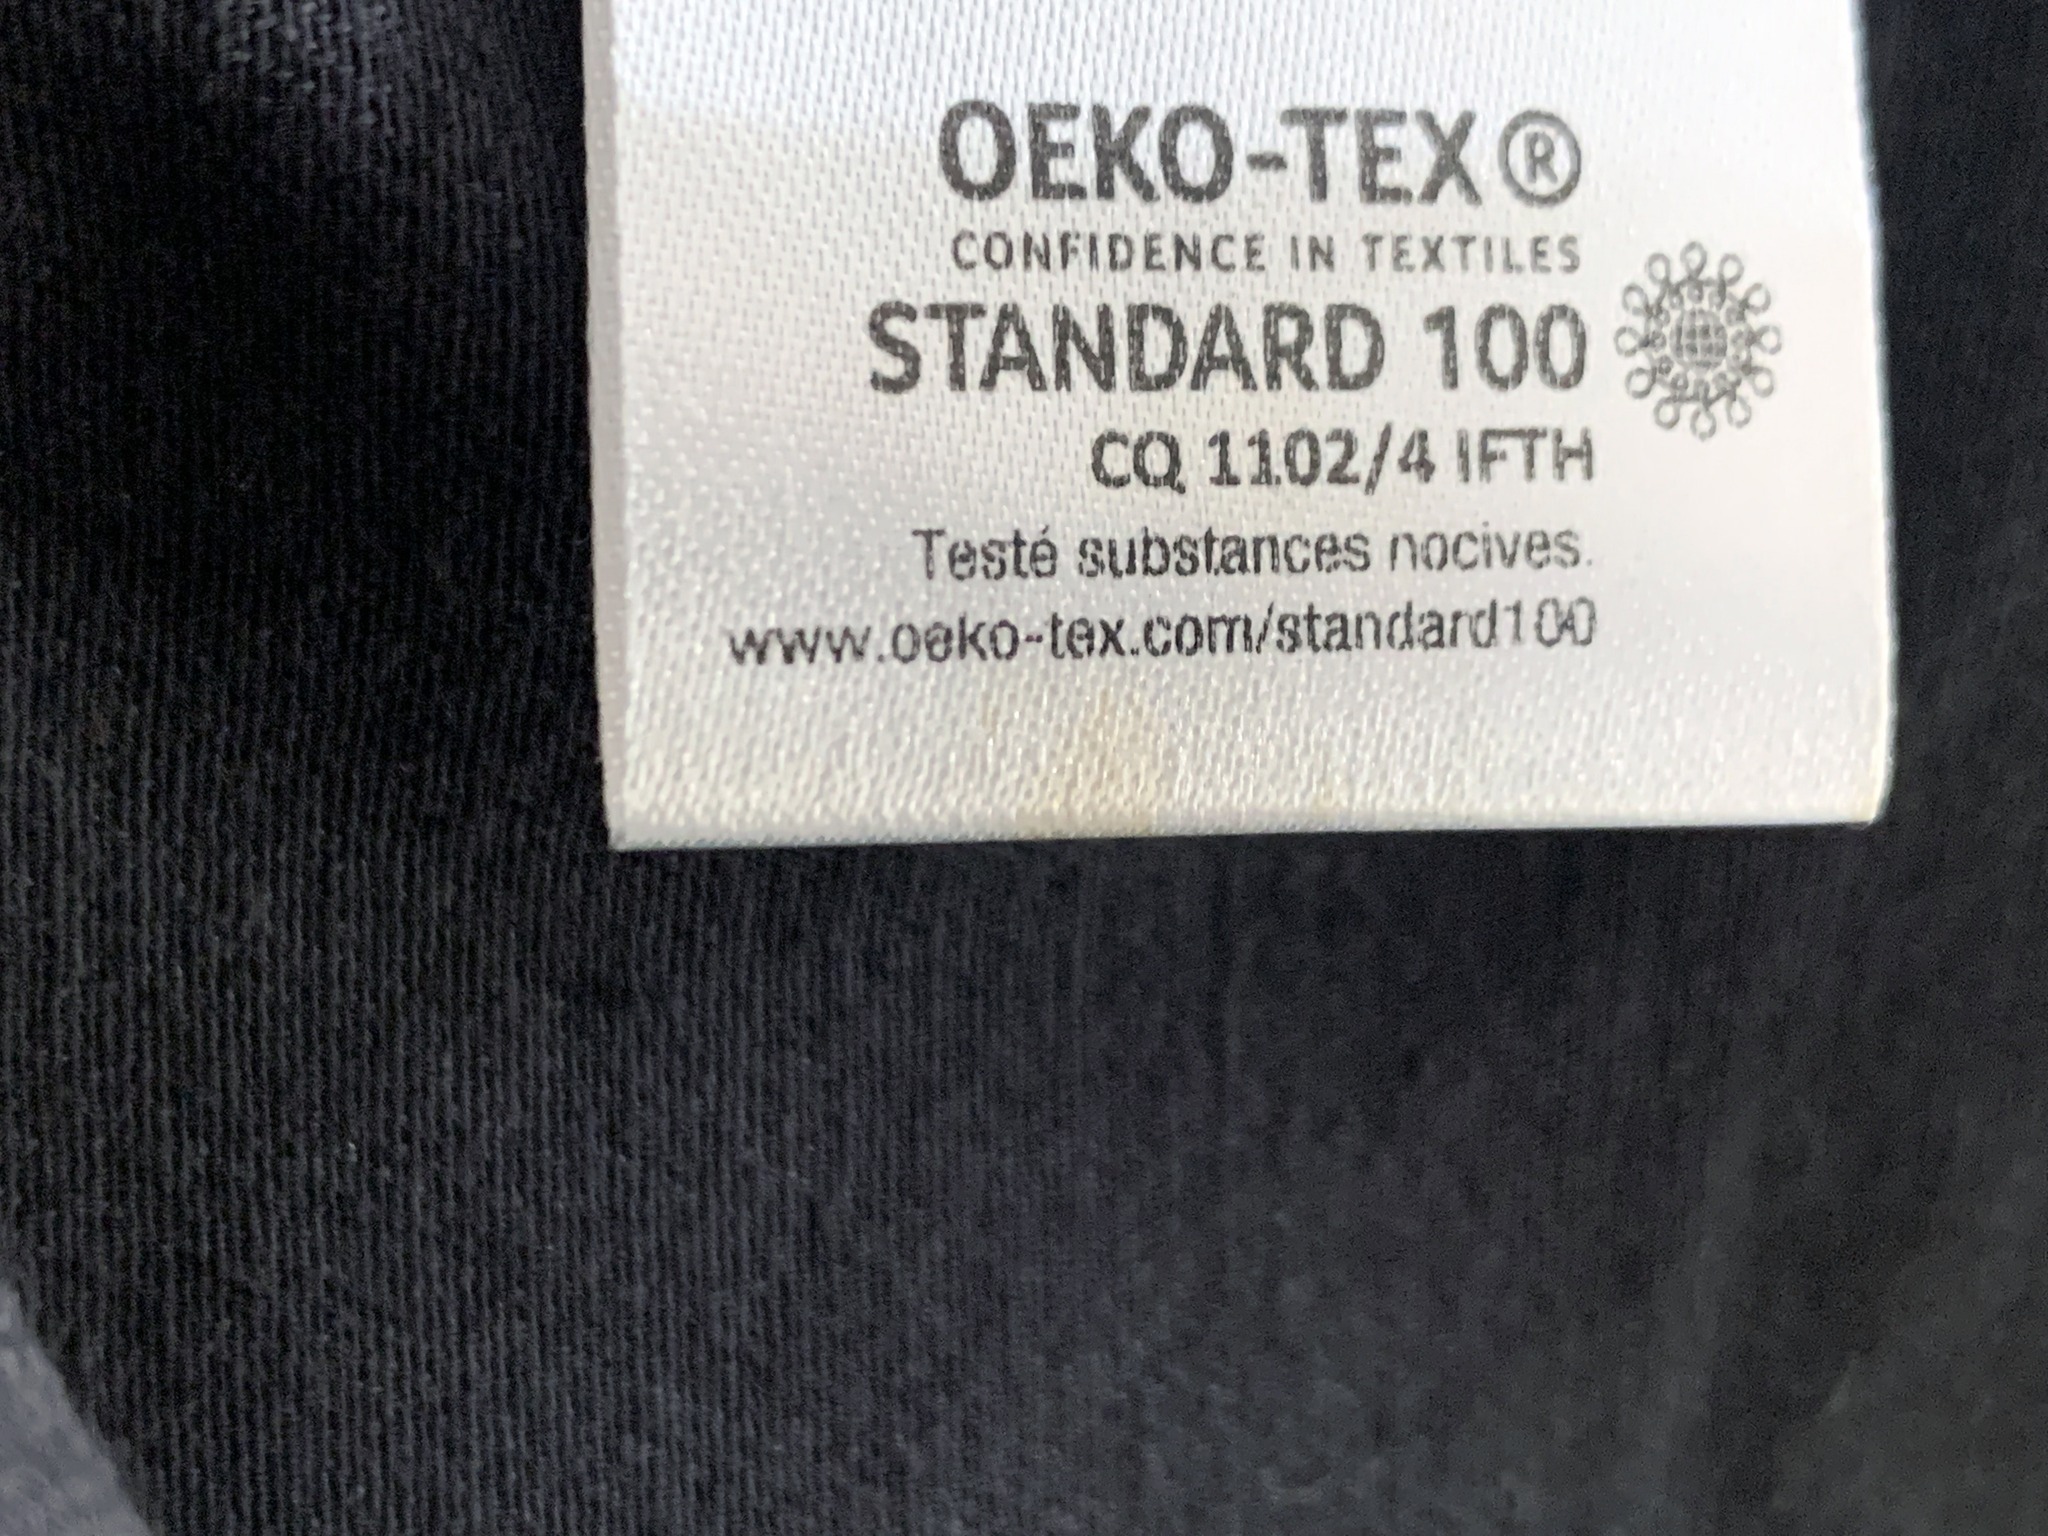 OEKO-TEX®
CONFIDENCE IN TEXTILES
STANDARD 100
CQ 1102/4 IFTH
Testé substances nocives.
www.oeko-tex.com/standard100